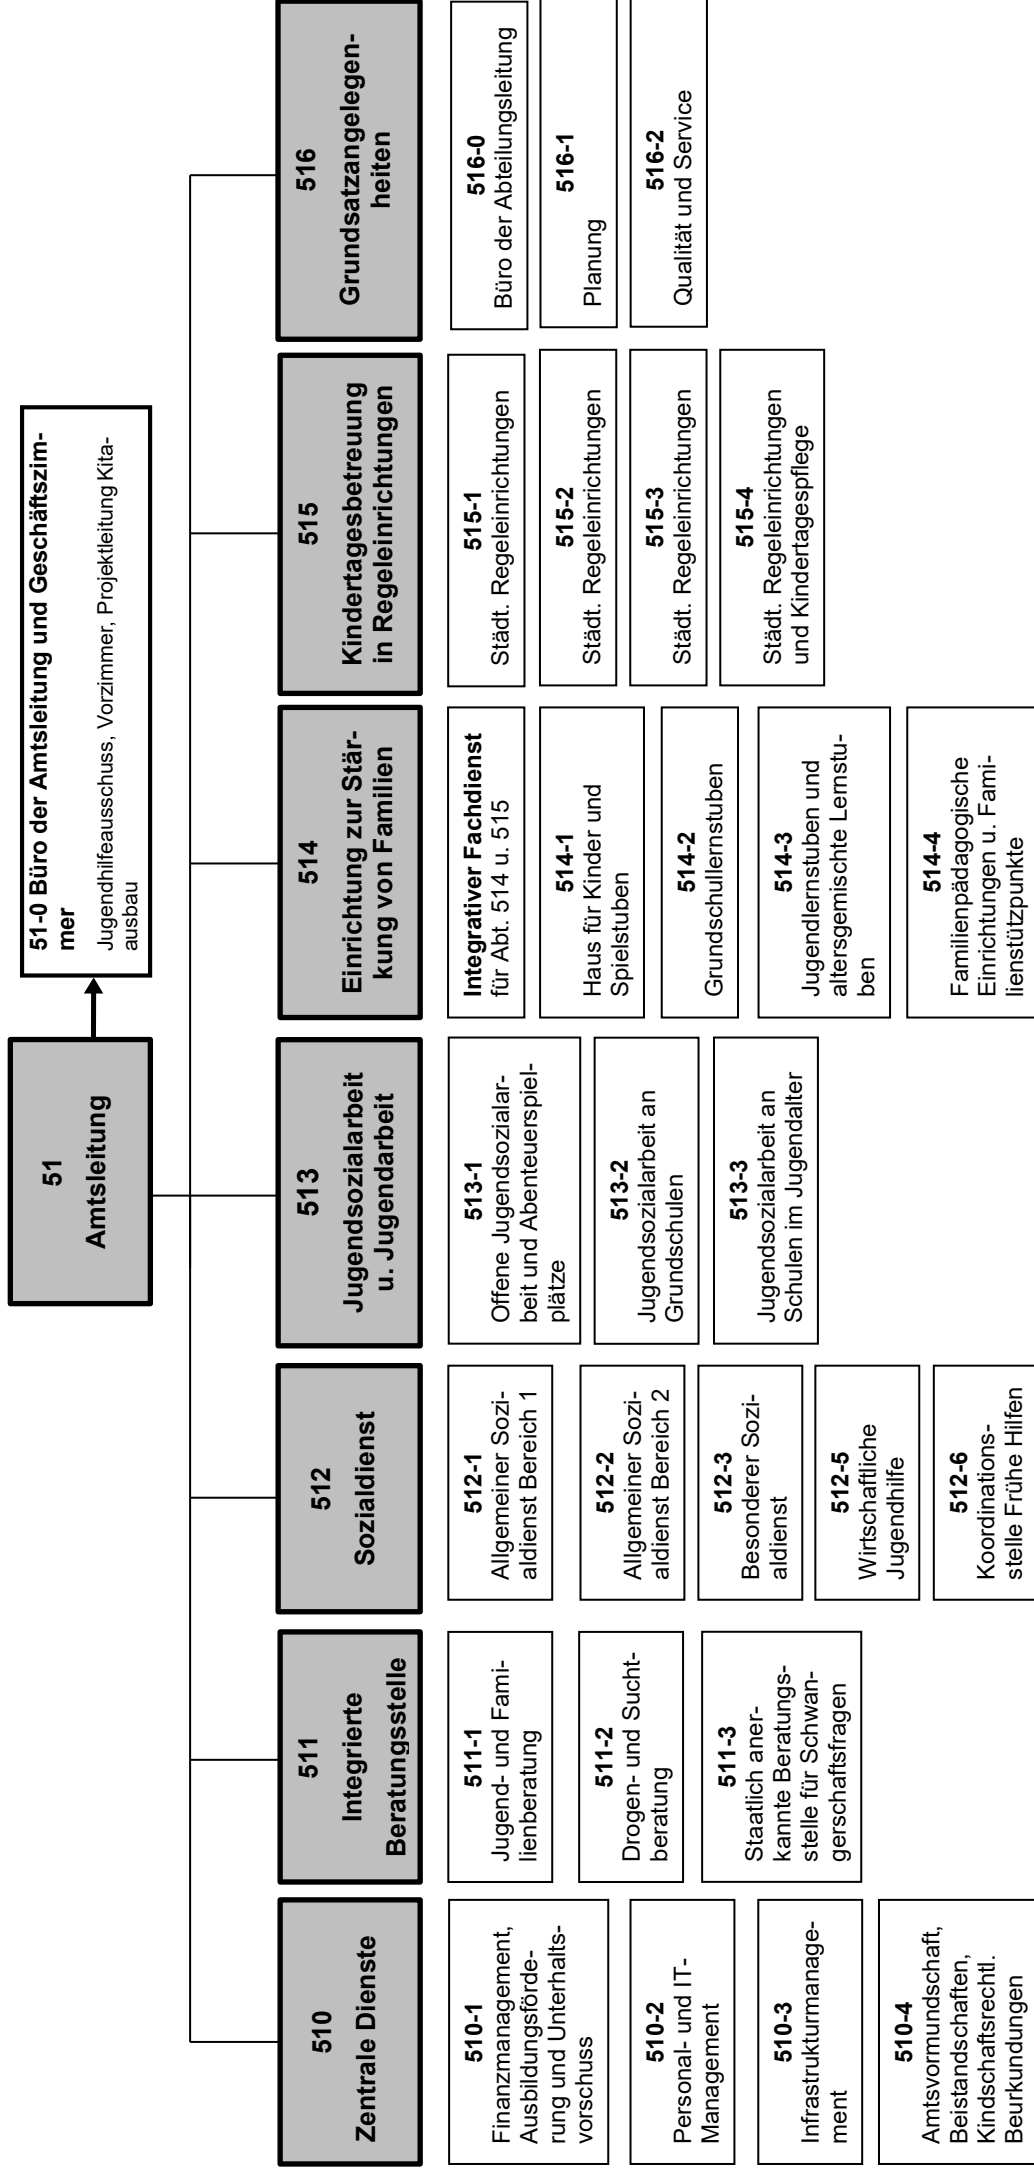 51
Amtsleitung
51-0 Büro der Amtsleitung und Geschäftszim-
mer
Jugendhilfeausschuss, Vorzimmer, Projektleitung Kita-
ausbau
510
Zentrale Dienste
510-1
Finanzmanagement,
Ausbildungsförde-
rung und Unterhalts-
vorschuss
510-2
Personal- und IT-
Management
510-3
Infrastrukturmanage-
ment
510-4
Amtsvormundschaft,
Beistandschaften,
Kindschaftsrechtl.
Beurkundungen
511
Integrierte
Beratungsstelle
511-1
Jugend- und Fami-
lienberatung
511-2
Drogen- und Sucht-
beratung
511-3
Staatlich aner-
kannte Beratungs-
stelle für Schwan-
gerschaftsfragen
512
Sozialdienst
512-1
Allgemeiner Sozi-
aldienst Bereich 1
512-2
Allgemeiner Sozi-
aldienst Bereich 2
512-3
Besonderer Sozi-
aldienst
512-5
Wirtschaftliche
Jugendhilfe
512-6
Koordinations-
stelle Frühe Hilfen
513
Jugendsozialarbeit
u. Jugendarbeit
513-1
Offene Jugendsozialar-
beit und Abenteuerspiel-
plätze
513-2
Jugendsozialarbeit an
Grundschulen
513-3
Jugendsozialarbeit an
Schulen im Jugendalter
514
Einrichtung zur Stär-
kung von Familien
Integrativer Fachdienst
für Abt. 514 u. 515
514-1
Haus für Kinder und
Spielstuben
514-2
Grundschullernstuben
514-3
Jugendlernstuben und
altersgemischte Lernstu-
ben
514-4
Familienpädagogische
Einrichtungen u. Fami-
lienstützpunkte
515
Kindertagesbetreuung
in Regeleinrichtungen
515-1
Städt. Regeleinrichtungen
515-2
Städt. Regeleinrichtungen
515-3
Städt. Regeleinrichtungen
515-4
Städt. Regeleinrichtungen
und Kindertagespflege
516
Grundsatzangelegen-
heiten
516-0
Büro der Abteilungsleitung
516-1
Planung
516-2
Qualität und Service